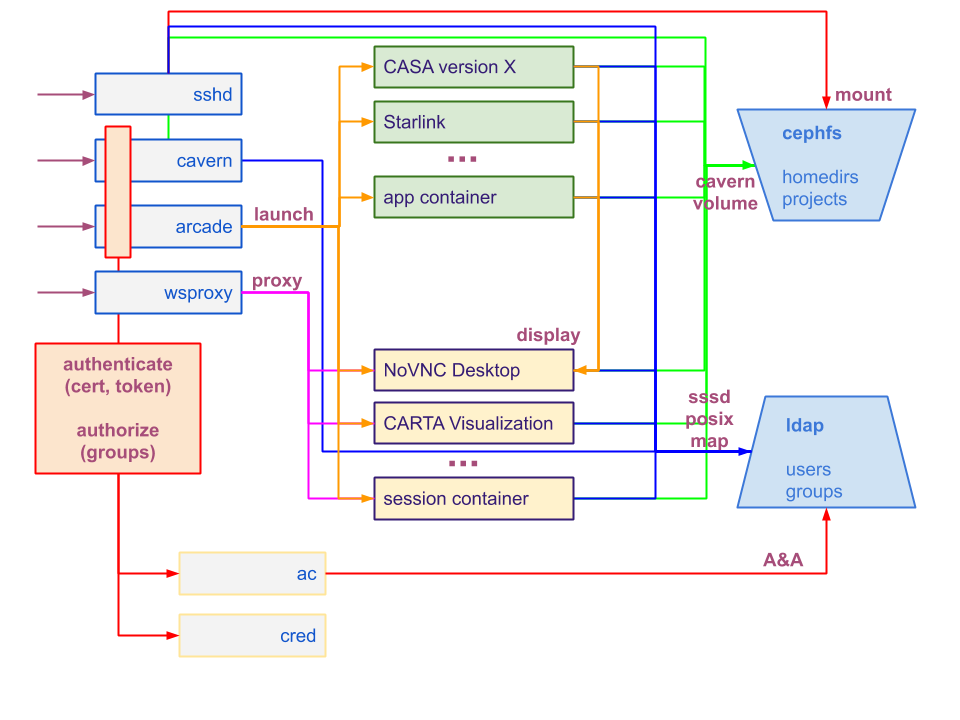 sshd
cavern
arcade
wsproxy
launch
proxy
authenticate
(cert, token)
authorize
(groups)
CASA version X
Starlink
...
app container
display
NoVNC Desktop
CARTA Visualization
...
session container
mount
cephfs
homedirs
projects
cavern
volume
sssd
posix
map
ldap
users
groups
A&A
ac
cred